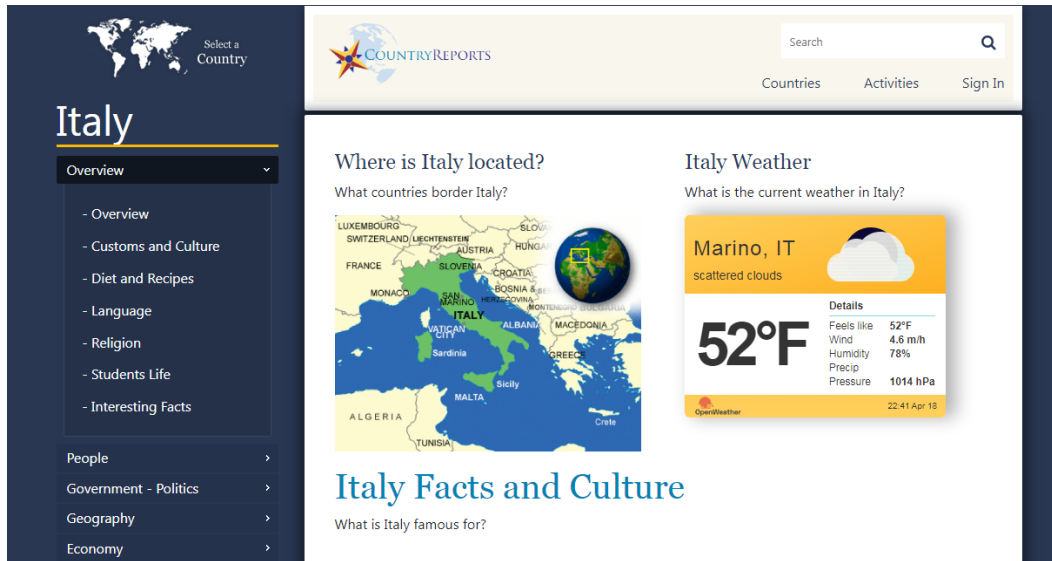 Select a
Country
Italy
Overview
- Overview
- Customs and Culture
- Diet and Recipes
- Language
- Religion
- Students Life
- Interesting Facts
People
Government - Politics
Geography
Economy
COUNTRYREPORTS
Search
Countries Activities Sign In
Where is Italy located?
What countries border Italy?
LUXEMBOURG
SWITZERLAND LIECHTENSTEIN
AUSTRIA
FRANCE
SLOVENIA
CROATIA
MONACO
SAN
MARINO
BOSNIA &
HERZEGOVINA
ITALY
VATICAN
CITY
ALBANIA
MACEDONIA
Sardinia
GREECE
Sicily
MALTA
ALGERIA
Crete
TUNISIA
Italy Weather
What is the current weather in Italy?
Marino, IT
scattered clouds
52°F
Details
Feels like 52°F
Wind 4.6 m/h
Humidity 78%
Precip
Pressure 1014 hPa
OpenWeather
22:41 Apr 18
Italy Facts and Culture
What is Italy famous for?